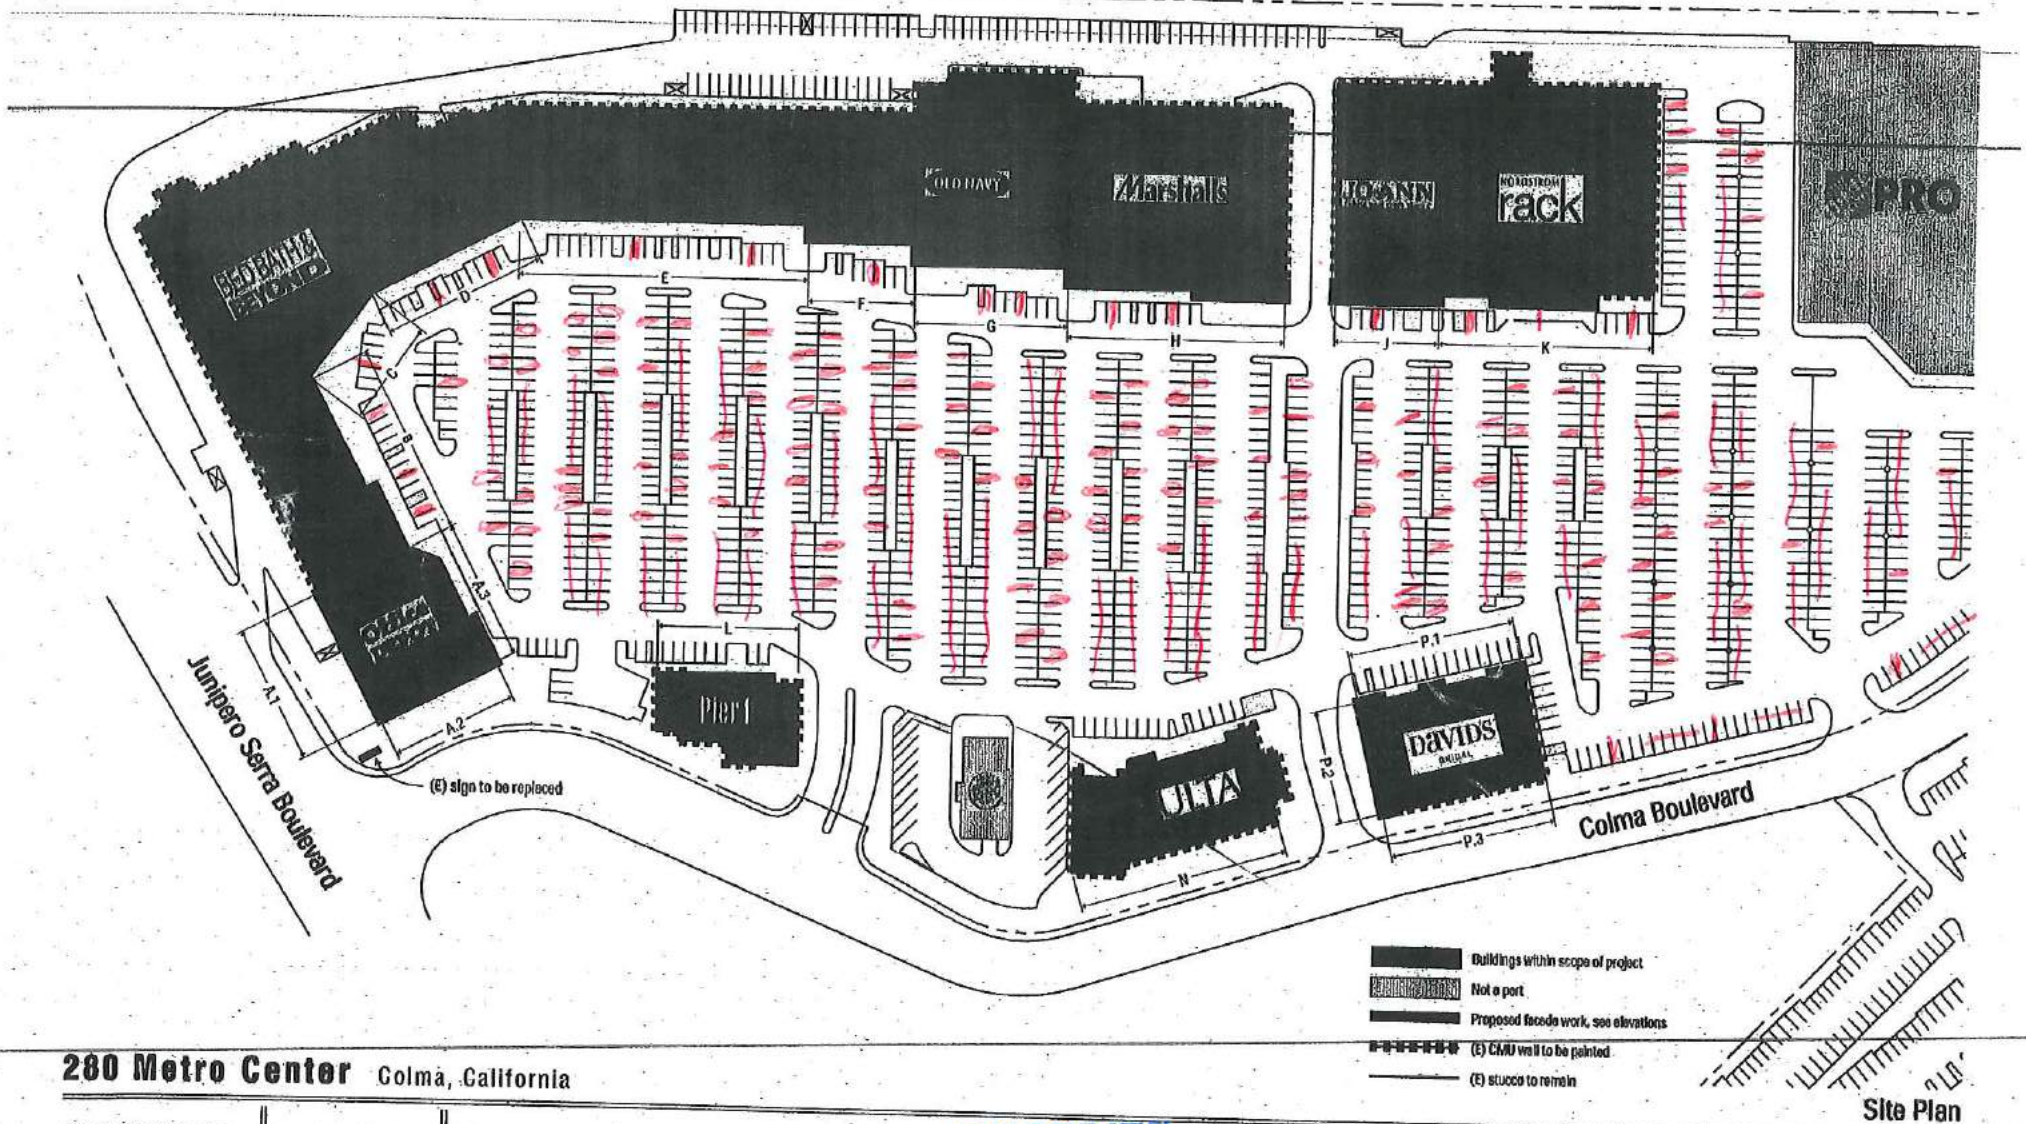 OLD NAVY
Marshalls
JO-ANN
NORDSTROM
rack
PRO
BED BATH &
BEYOND
D
E
F
G
H
J
K
C
B
A.3
L
P.1
A.1
A.2
Pier 1
DAVID'S
BRIDAL
P.2
ULTA
(E) sign to be replaced
Junipero Serra Boulevard
Colma Boulevard
P.3
N
Buildings within scope of project
Not a part
Proposed facade work, see elevations
(E) CMU wall to be painted
(E) stucco to remain
280 Metro Center Colma, California
Site Plan